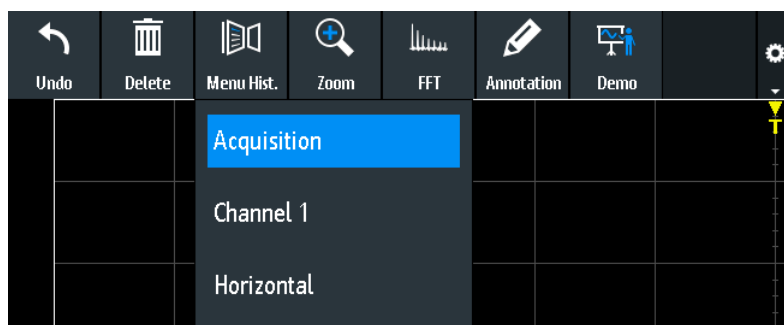 Undo Delete Menu Hist. Zoom FFT Annotation Demo
T
Acquisition
Channel 1
Horizontal